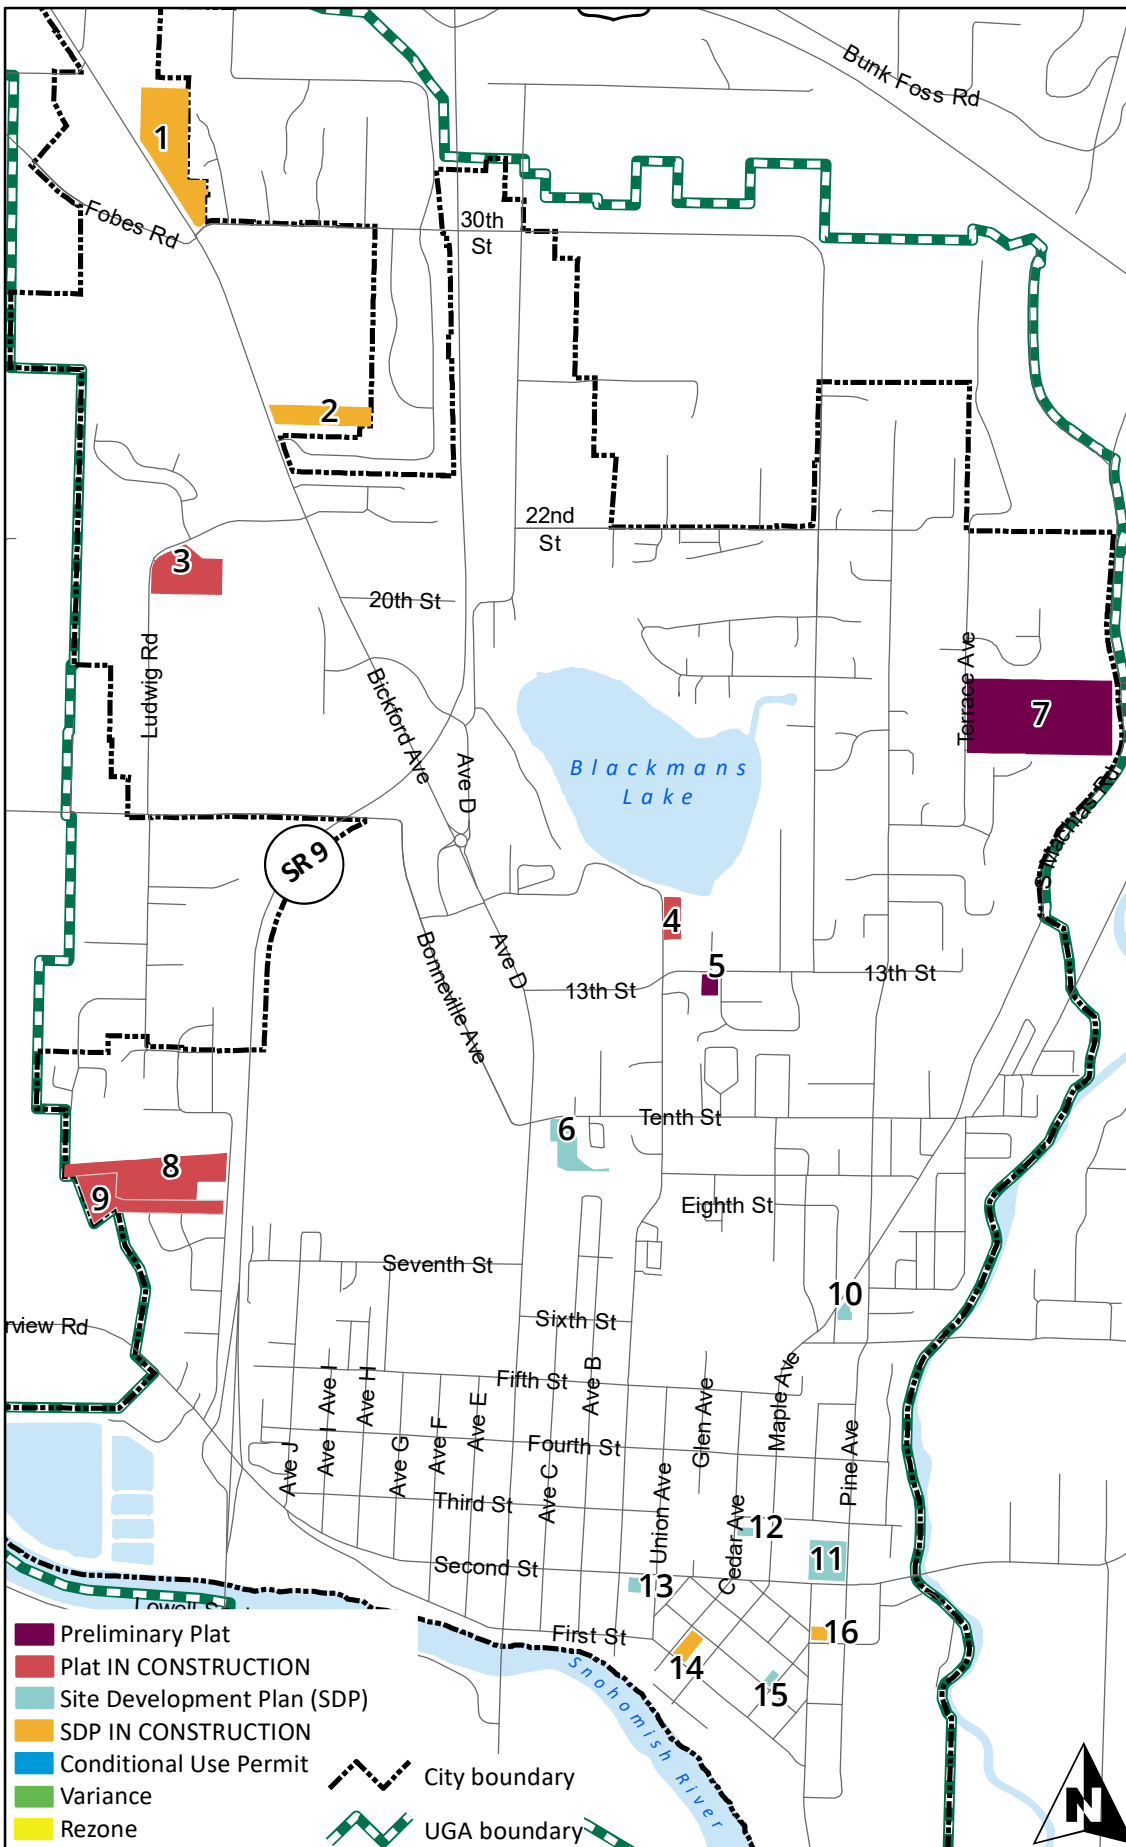 Bunk Foss Rd
1
Fobes Rd
30th
St
2
22nd
St
3
20th St
Ludwig Rd
Bickford Ave
Ave D
Terrace Ave
7
Blackmans
Lake
S Machias Rd
SR 9
4
Bonneville Ave
Ave D
5
13th St
13th St
6
Tenth St
8
9
Eighth St
Seventh St
10
Sixth St
rview Rd
Fifth St
Ave B
Ave I
Ave H
Ave E
Glen Ave
Maple Ave
Ave J
Ave I
Ave G
Ave F
Fourth St
Ave C
Pine Ave
Third St
Union Ave
Cedar Ave
12
11
Second St
13
First St
16
14
15
Snohomish River
Preliminary Plat
Plat IN CONSTRUCTION
Site Development Plan (SDP)
SDP IN CONSTRUCTION
Conditional Use Permit
Variance
Rezone
City boundary
UGA boundary
N